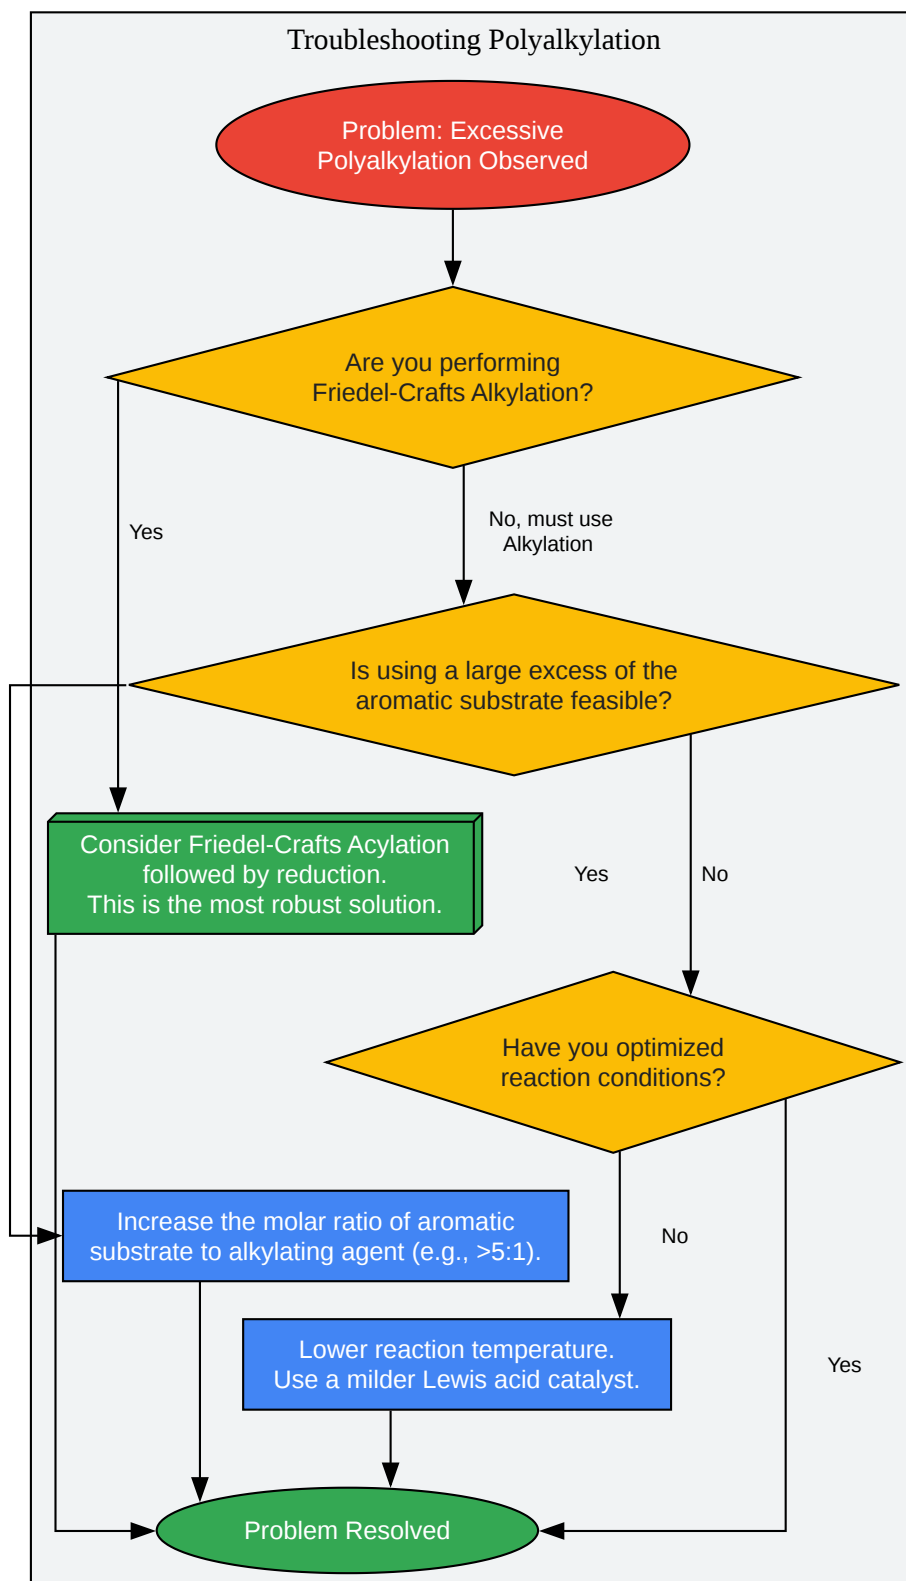 Troubleshooting Polyalkylation
Problem: Excessive
Polyalkylation Observed
Are you performing
Friedel-Crafts Alkylation?
Yes
No, must use
Alkylation
Is using a large excess of the
aromatic substrate feasible?
Consider Friedel-Crafts Acylation
followed by reduction.
This is the most robust solution.
Yes
No
Have you optimized
reaction conditions?
Increase the molar ratio of aromatic
substrate to alkylating agent (e.g., >5:1).
No
Lower reaction temperature.
Use a milder Lewis acid catalyst.
Yes
Problem Resolved